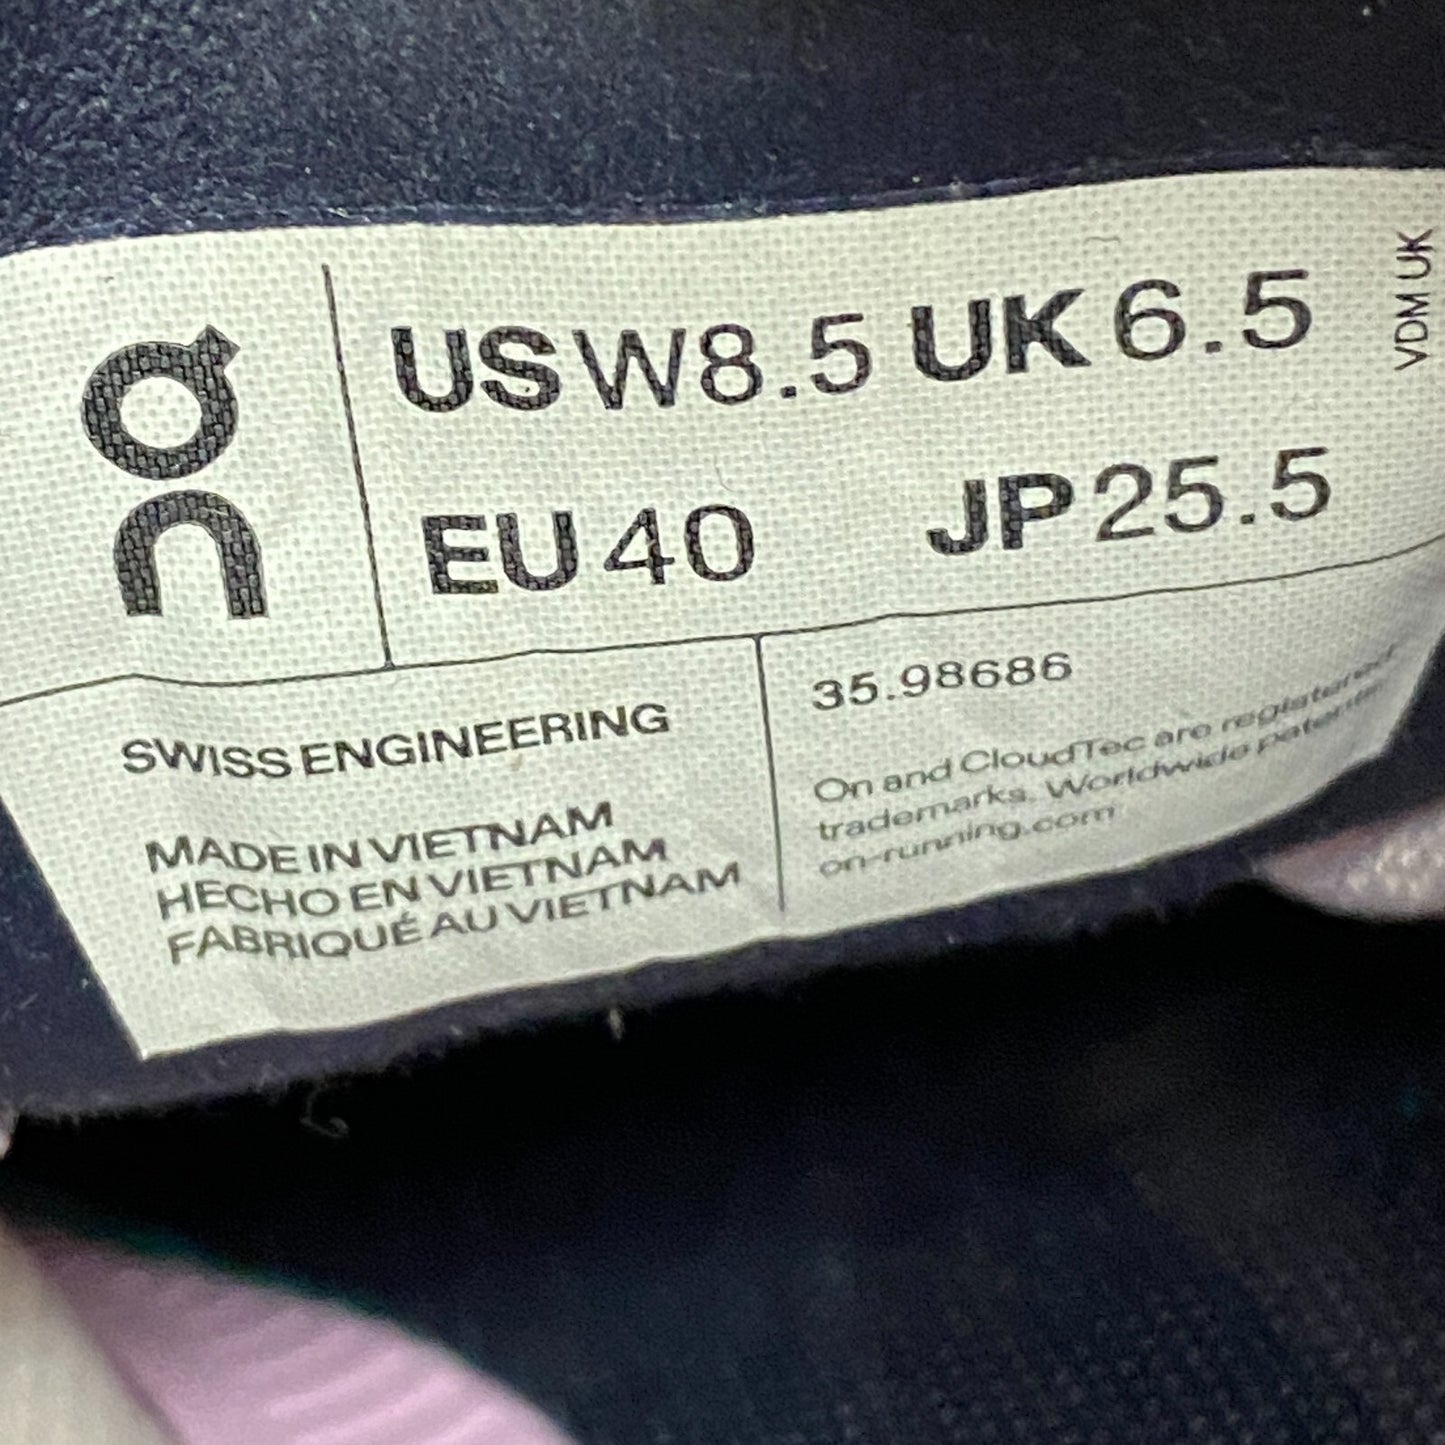 On
US W 8.5 UK 6.5
EU 40 JP 25.5
VDM UK
SWISS ENGINEERING
MADE IN VIETNAM
HECHO EN VIETNAM
FABRIQUÉ AU VIETNAM
35.98686
On and CloudTec are registered
trademarks. Worldwide patents.
on-running.com